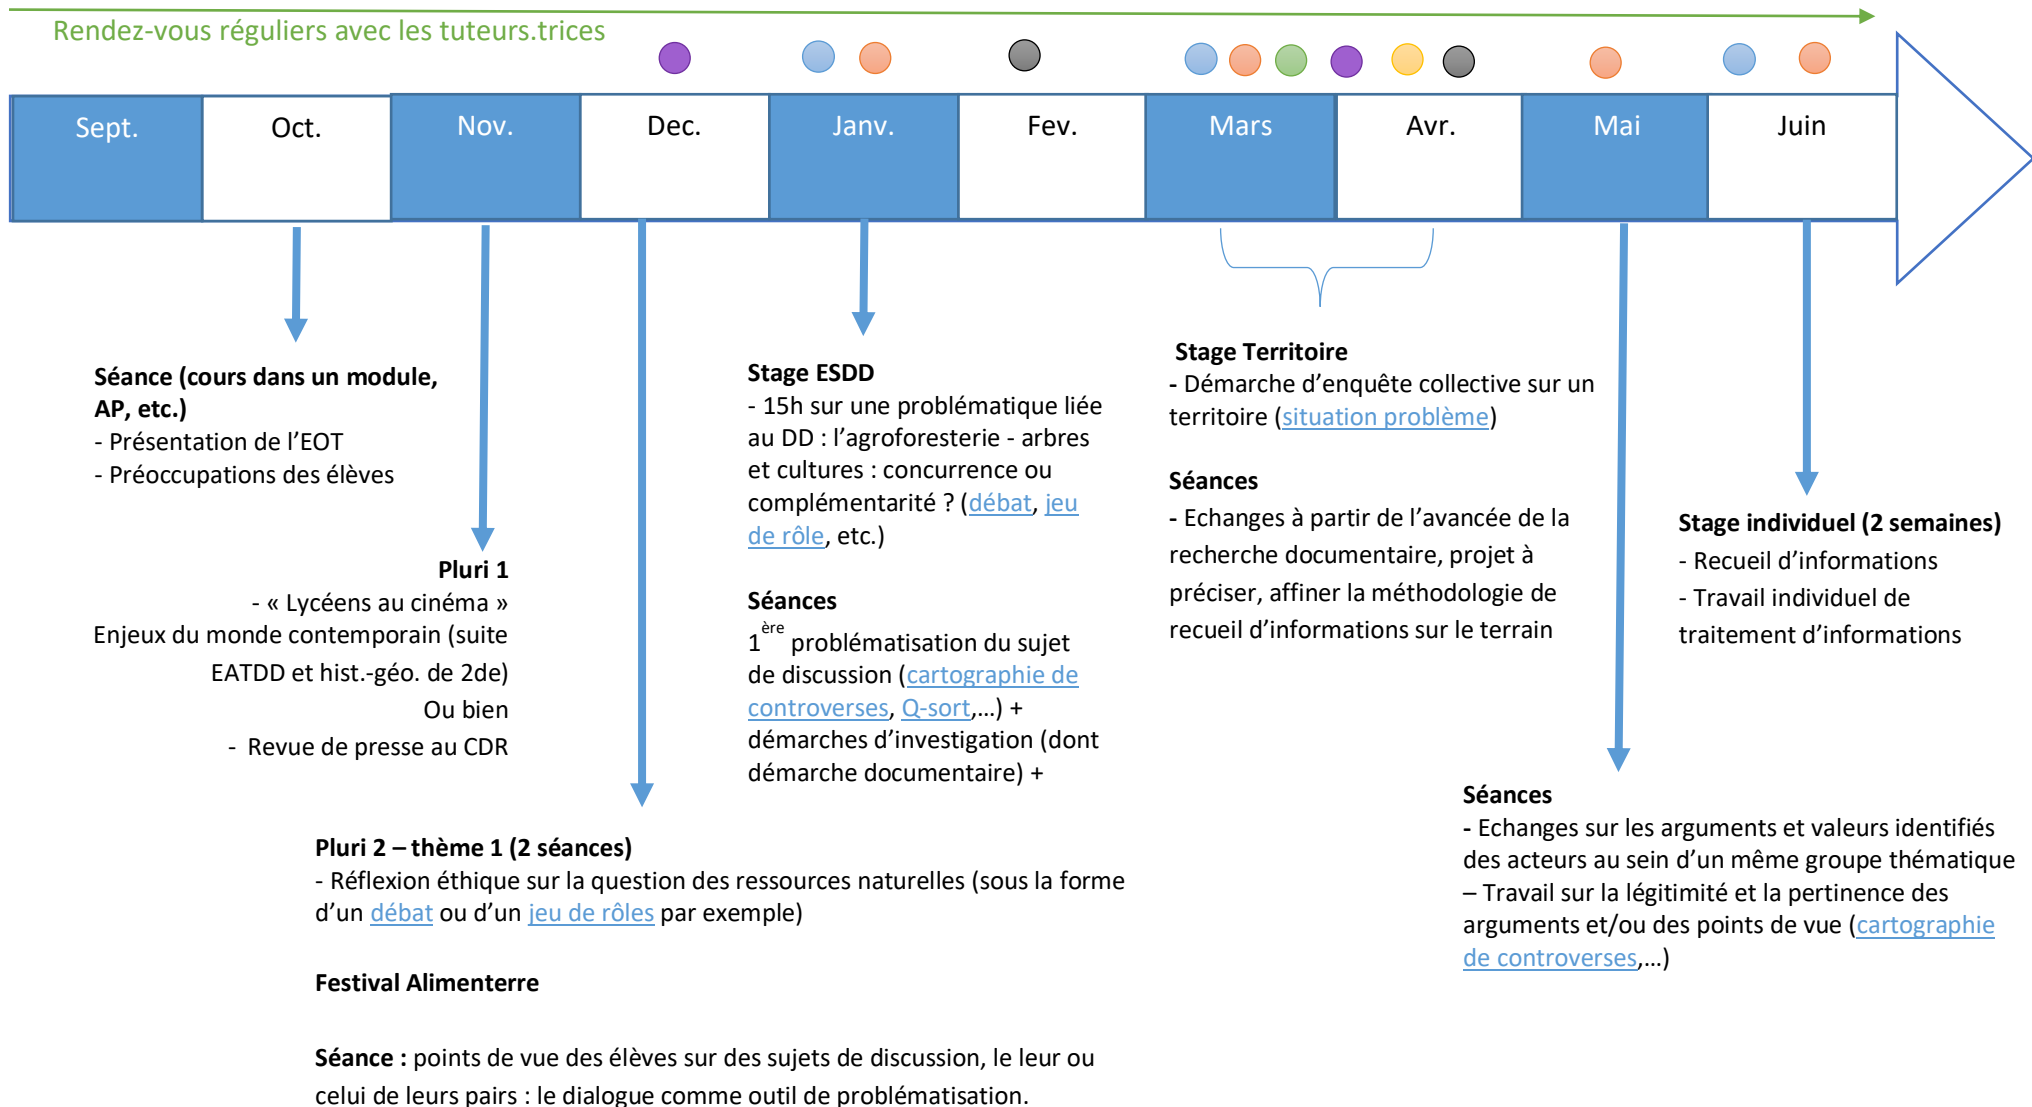 Rendez-vous réguliers avec les tuteurs.trices
Sept.
Oct.
Nov.
Dec.
Janv.
Fev.
Mars
Avr.
Mai
Juin
Séance (cours dans un module,
AP, etc.)
- Présentation de l’EOT
- Préoccupations des élèves
Pluri 1
- « Lycéens au cinéma »
Enjeux du monde contemporain (suite
EATDD et hist.-géo. de 2de)
Ou bien
- Revue de presse au CDR
Pluri 2 – thème 1 (2 séances)
- Réflexion éthique sur la question des ressources naturelles (sous la forme
d’un débat ou d’un jeu de rôles par exemple)
Festival Alimenterre
Séance : points de vue des élèves sur des sujets de discussion, le leur ou
celui de leurs pairs : le dialogue comme outil de problématisation.
Stage ESDD
- 15h sur une problématique liée
au DD : l’agroforesterie - arbres
et cultures : concurrence ou
complémentarité ? (débat, jeu
de rôle, etc.)
Séances
1ère problématisation du sujet
de discussion (cartographie de
controverses, Q-sort,…) +
démarches d’investigation (dont
démarche documentaire) +
Stage Territoire
- Démarche d’enquête collective sur un
territoire (situation problème)
Séances
- Echanges à partir de l’avancée de la
recherche documentaire, projet à
préciser, affiner la méthodologie de
recueil d’informations sur le terrain
Séances
- Echanges sur les arguments et valeurs identifiés
des acteurs au sein d’un même groupe thématique
– Travail sur la légitimité et la pertinence des
arguments et/ou des points de vue (cartographie
de controverses,…)
Stage individuel (2 semaines)
- Recueil d’informations
- Travail individuel de
traitement d’informations